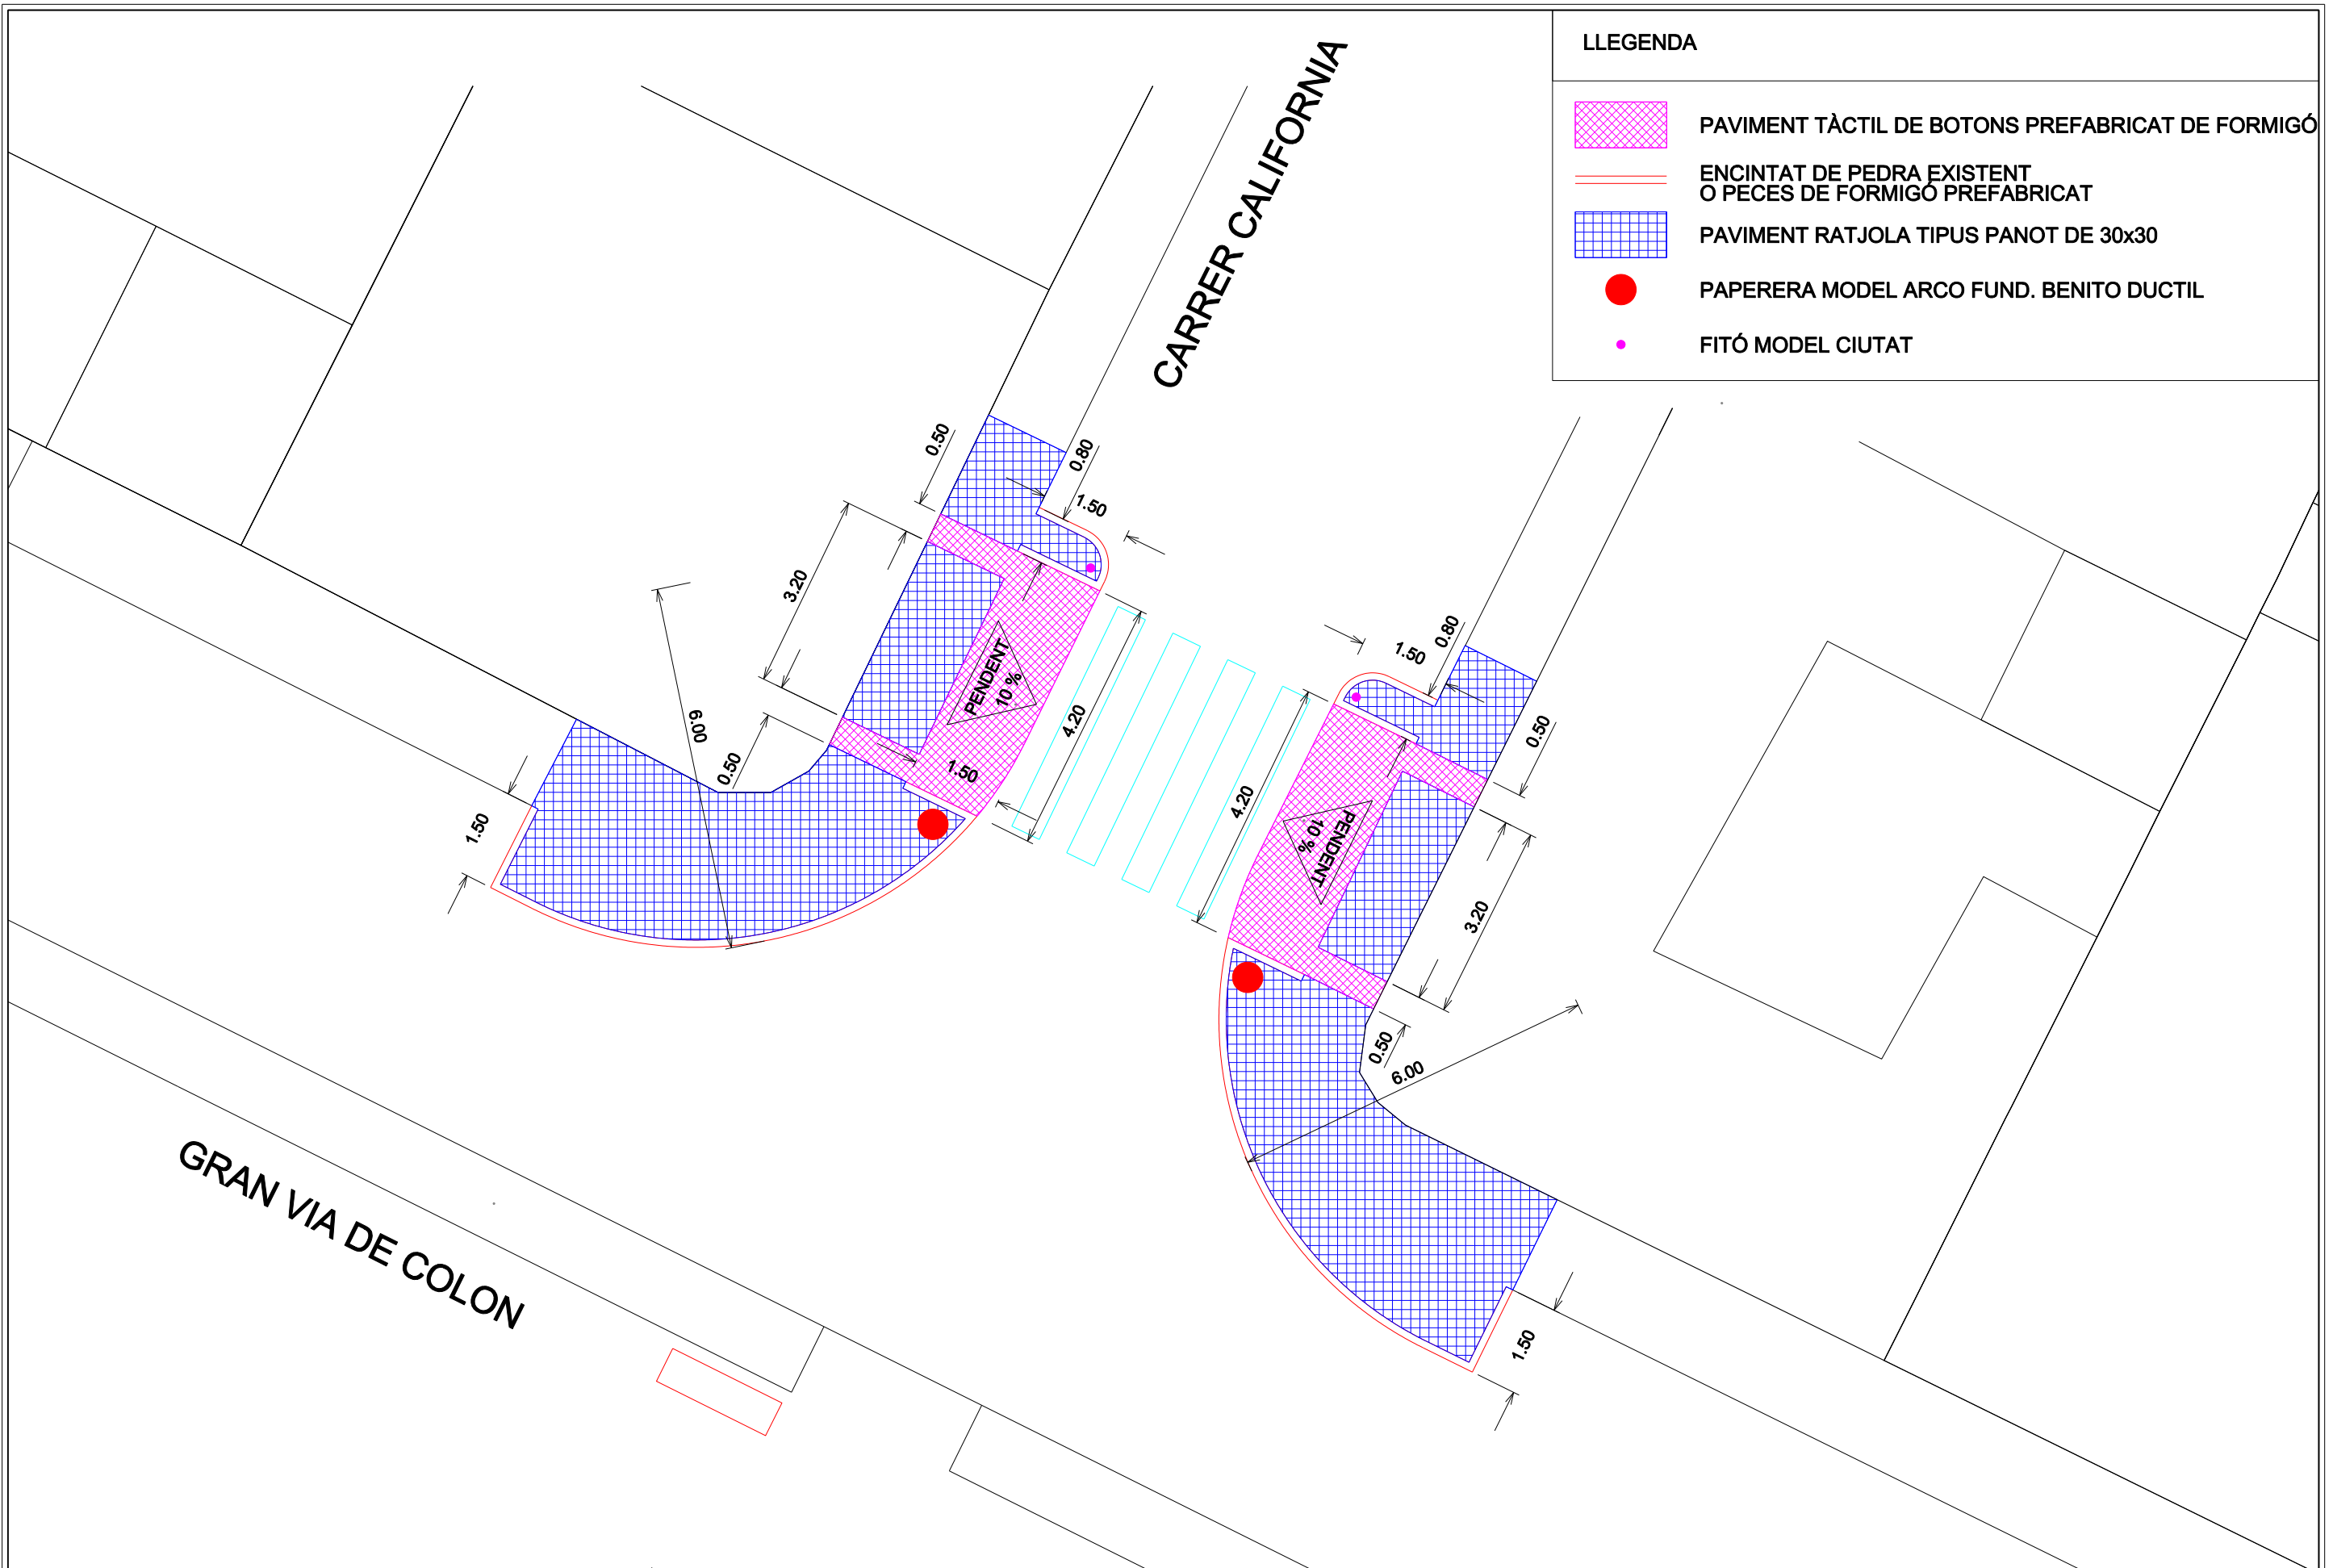 LLEGENDA
PAVIMENT TÀCTIL DE BOTONS PREFABRICAT DE FORMIGÓ
ENCINTAT DE PEDRA EXISTENT
O PECES DE FORMIGÓ PREFABRICAT
PAVIMENT RATJOLA TIPUS PANOT DE 30x30
PAPERERA MODEL ARCO FUND. BENITO DUCTIL
FITÓ MODEL CIUTAT
CARRER CALIFORNIA
0.50
0.80
1.50
3.20
PENDENT
10 %
6.00
0.50
1.50
4.20
1.50
1.50
0.80
0.50
4.20
PENDENT
10 %
3.20
0.50
6.00
1.50
GRAN VIA DE COLON